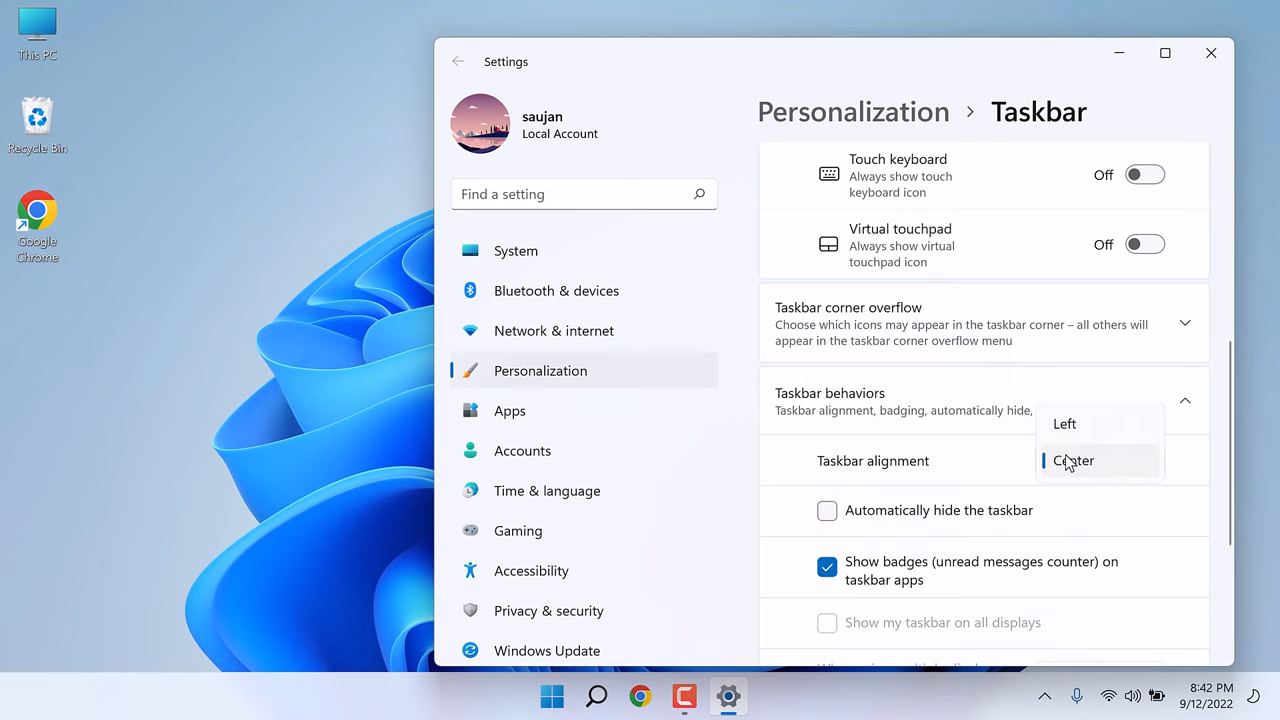 This PC
Recycle Bin
Google
Chrome
Settings
saujan
Local Account
Find a setting
System
Bluetooth & devices
Network & internet
Personalization
Apps
Accounts
Time & language
Gaming
Accessibility
Privacy & security
Windows Update
Personalization > Taskbar
Touch keyboard
Always show touch
keyboard icon
Off
Virtual touchpad
Always show virtual
touchpad icon
Off
Taskbar corner overflow
Choose which icons may appear in the taskbar corner – all others will
appear in the taskbar corner overflow menu
Taskbar behaviors
Taskbar alignment, badging, automatically hide,
Left
Taskbar alignment
Center
Automatically hide the taskbar
Show badges (unread messages counter) on
taskbar apps
Show my taskbar on all displays
8:42 PM
9/12/2022